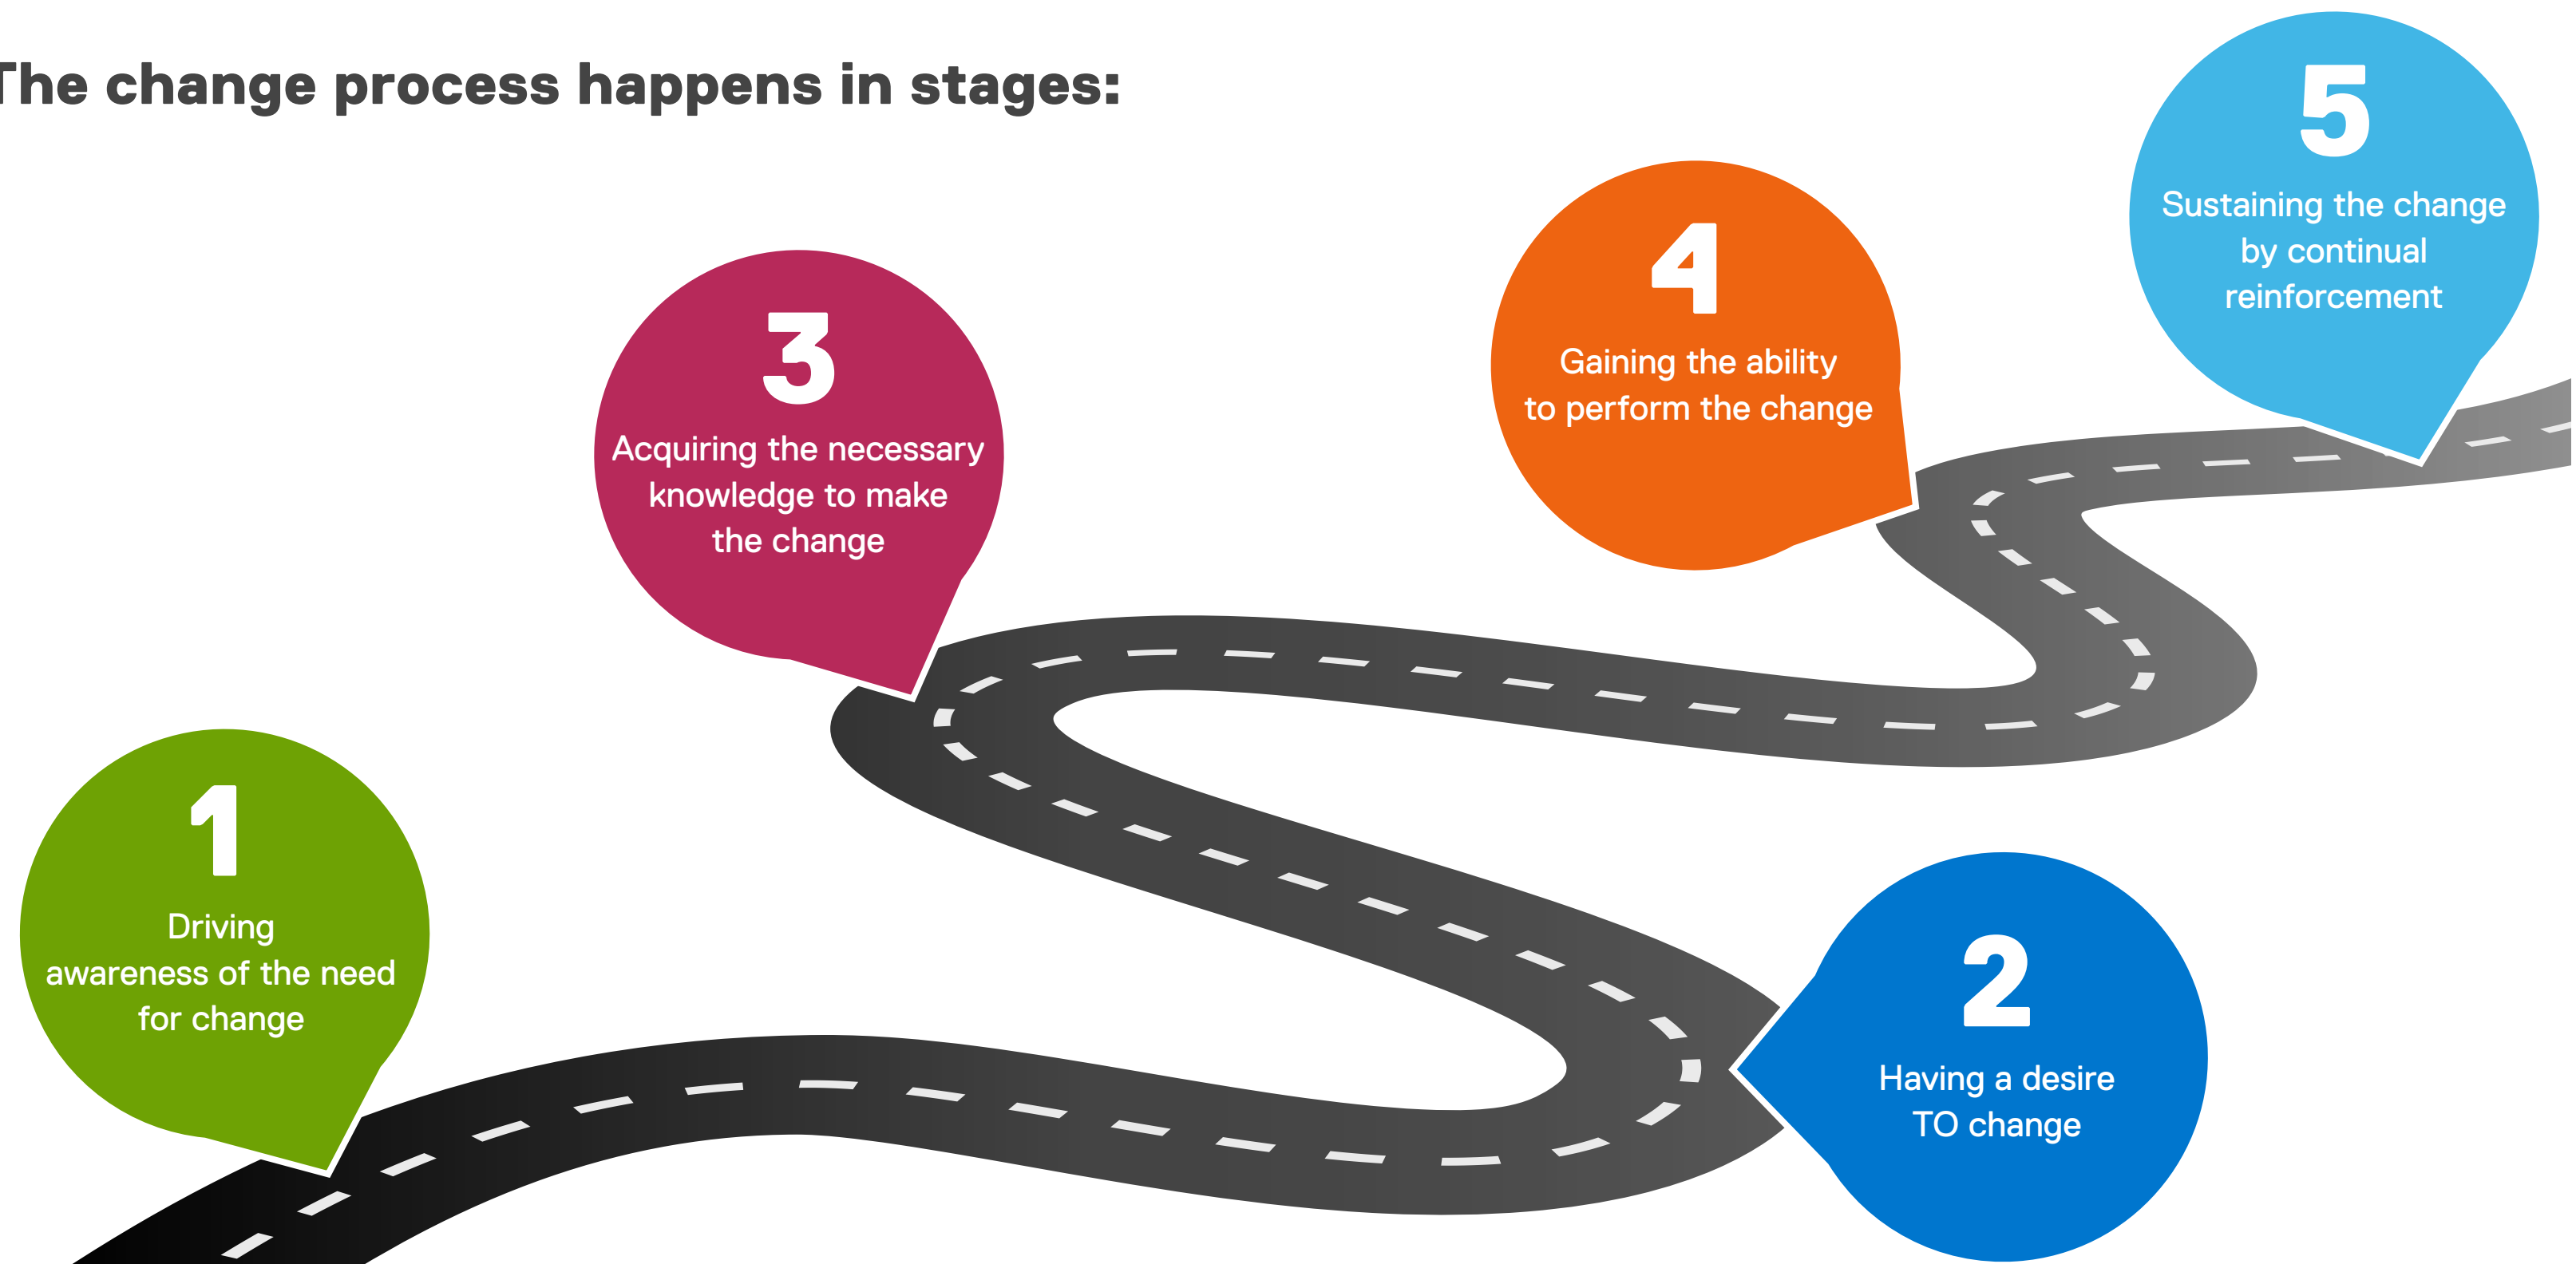 The change process happens in stages:
1
Driving
awareness of the need
for change
2
Having a desire
TO change
3
Acquiring the necessary
knowledge to make
the change
4
Gaining the ability
to perform the change
5
Sustaining the change
by continual
reinforcement